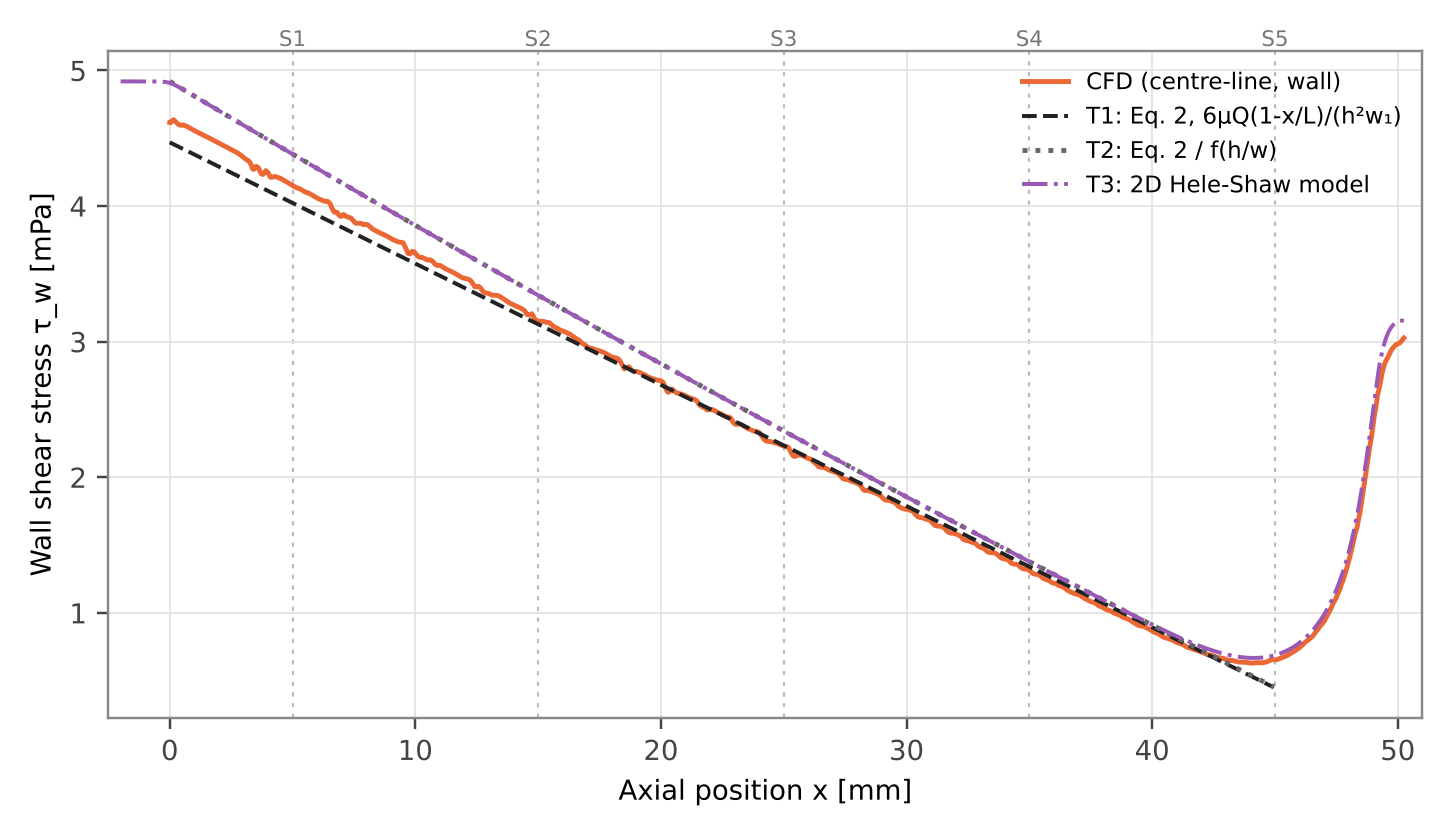 S1 S2 S3 S4 S5
CFD (centre-line, wall)
T1: Eq. 2, 6μQ(1-x/L)/(h²w₁)
T2: Eq. 2 / f(h/w)
T3: 2D Hele-Shaw model
Wall shear stress τ_w [mPa]
5
4
3
2
1
0 10 20 30 40 50
Axial position x [mm]